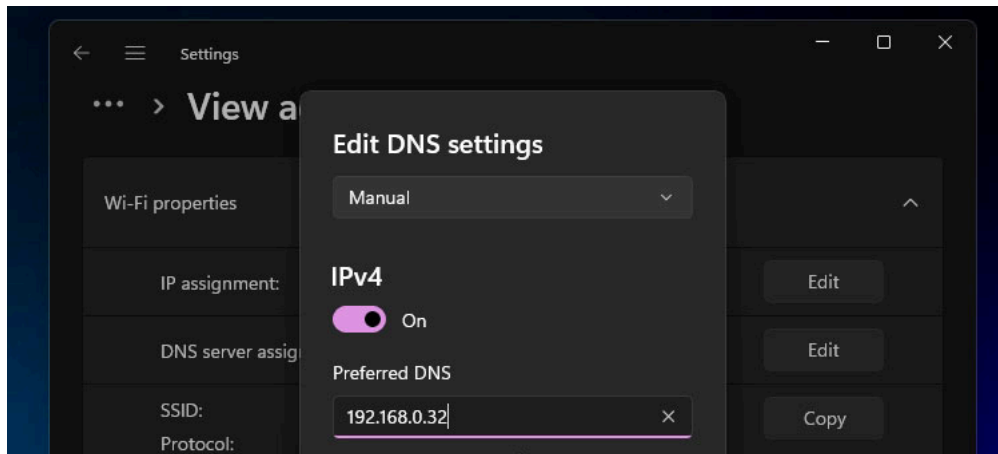 Settings
... > View a
Edit DNS settings
Manual
Wi-Fi properties
IPv4
IP assignment:
Edit
On
DNS server assig
Edit
Preferred DNS
192.168.0.32
SSID:
Copy
Protocol: